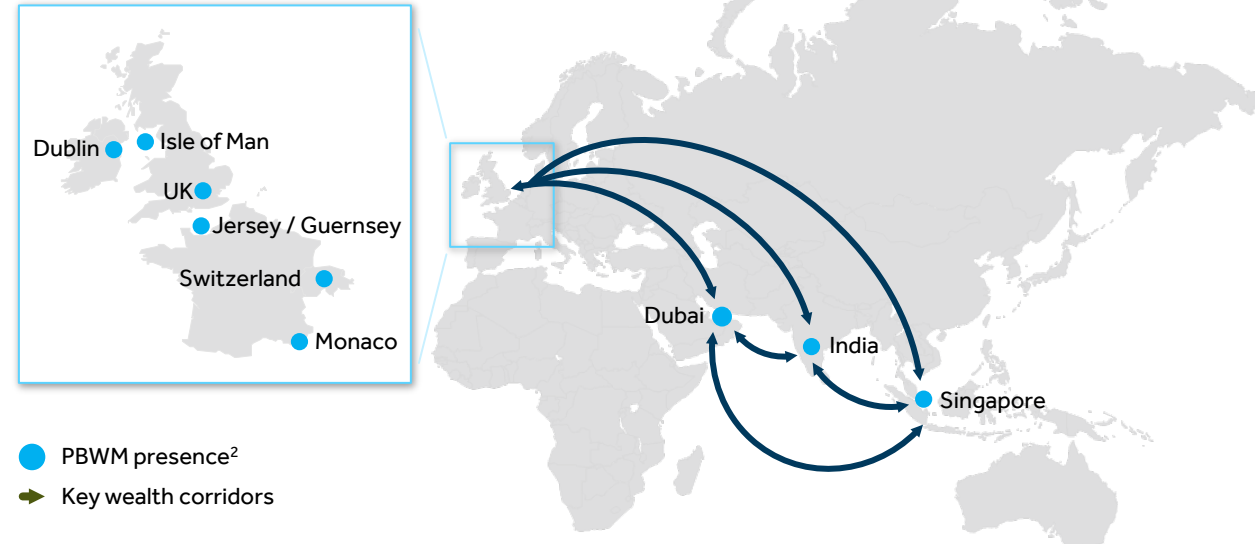 Dublin
Isle of Man
UK
Jersey / Guernsey
Switzerland
Monaco
Dubai
India
Singapore
PBWM presence²
Key wealth corridors